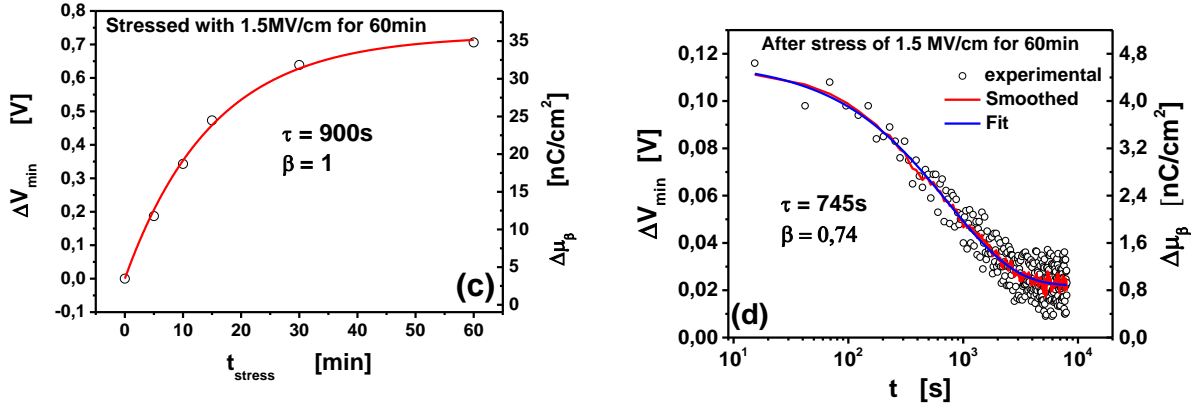 Stressed with 1.5MV/cm for 60min
0,8
0,7
0,6
0,5
0,4
0,3
0,2
0,1
0,0
-0,1
ΔV_min [V]
τ = 900s
β = 1
(c)
35
30
25
20
15
10
5
0
Δμ_β [nC/cm²]
0 10 20 30 40 50 60
t_stress [min]
After stress of 1.5 MV/cm for 60min
experimental
Smoothed
Fit
0,12
0,10
0,08
0,06
0,04
0,02
0,00
ΔV_min [V]
τ = 745s
β = 0,74
(d)
4,8
4,0
3,2
2,4
1,6
0,8
0,0
Δμ_β [nC/cm²]
10¹ 10² 10³ 10⁴
t [s]